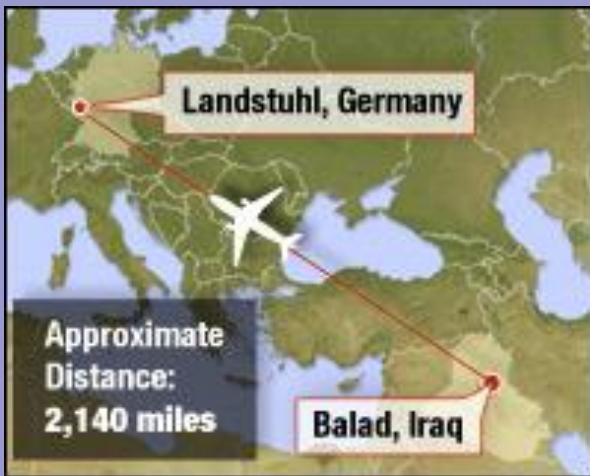 Landstuhl, Germany
Approximate
Distance:
2,140 miles
Balad, Iraq